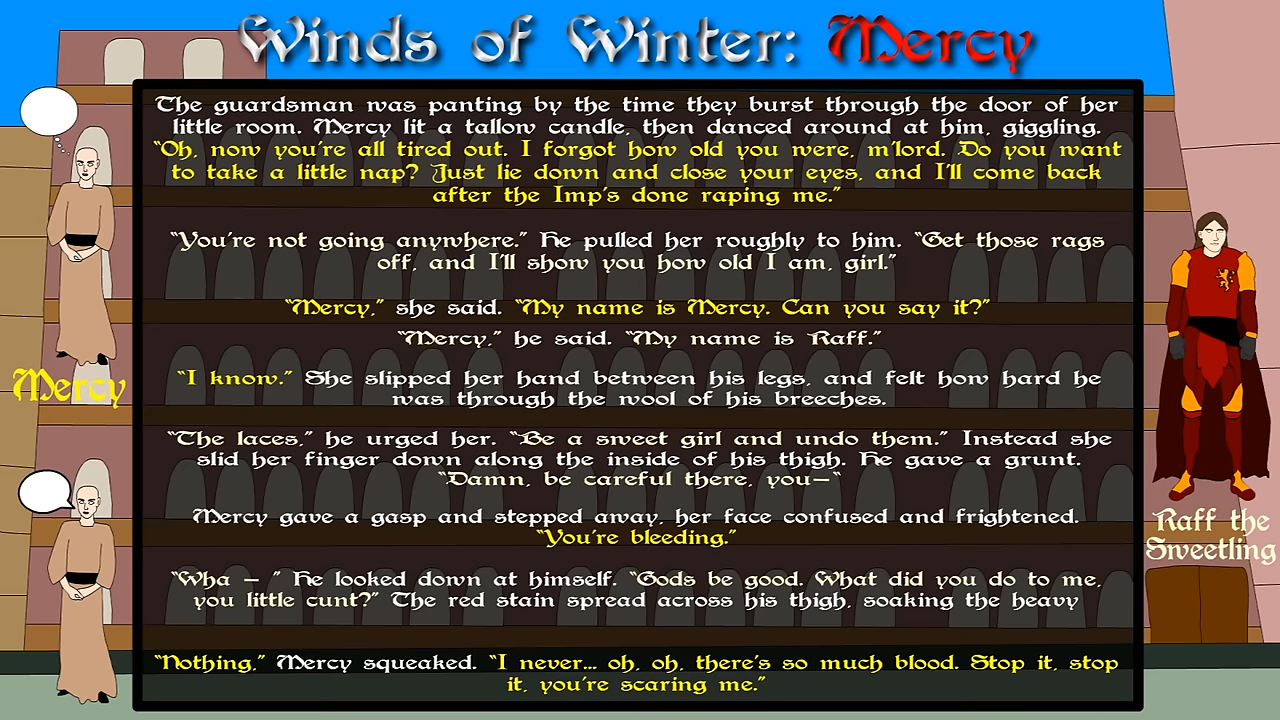 Winds of Winter: Mercy
The guardsman was panting by the time they burst through the door of her
little room. Mercy lit a tallow candle, then danced around at him, giggling.
“Oh, now you’re all tired out. I forgot how old you were, m’lord. Do you want
to take a little nap? Just lie down and close your eyes, and I’ll come back
after the Imp’s done raping me.”
“You’re not going anywhere.” He pulled her roughly to him. “Get those rags
off, and I’ll show you how old I am, girl.”
“Mercy,” she said. “My name is Mercy. Can you say it?”
“Mercy,” he said. “My name is Raff.”
“I know.” She slipped her hand between his legs, and felt how hard he
was through the wool of his breeches.
“The laces,” he urged her. “Be a sweet girl and undo them.” Instead she
slid her finger down along the inside of his thigh. He gave a grunt.
“Damn, be careful there, you—“
Mercy gave a gasp and stepped away, her face confused and frightened.
“You’re bleeding.”
“Wha – ” He looked down at himself. “Gods be good. What did you do to me,
you little cunt?” The red stain spread across his thigh, soaking the heavy
“Nothing,” Mercy squeaked. “I never... oh, oh, there’s so much blood. Stop it, stop
it, you’re scaring me.”
Mercy
Raff the
Sweetling